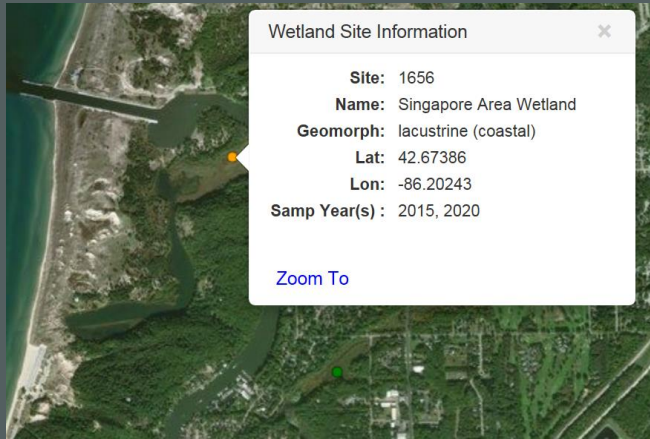 Wetland Site Information ×
Site: 1656
Name: Singapore Area Wetland
Geomorph: lacustrine (coastal)
Lat: 42.67386
Lon: -86.20243
Samp Year(s) : 2015, 2020
Zoom To